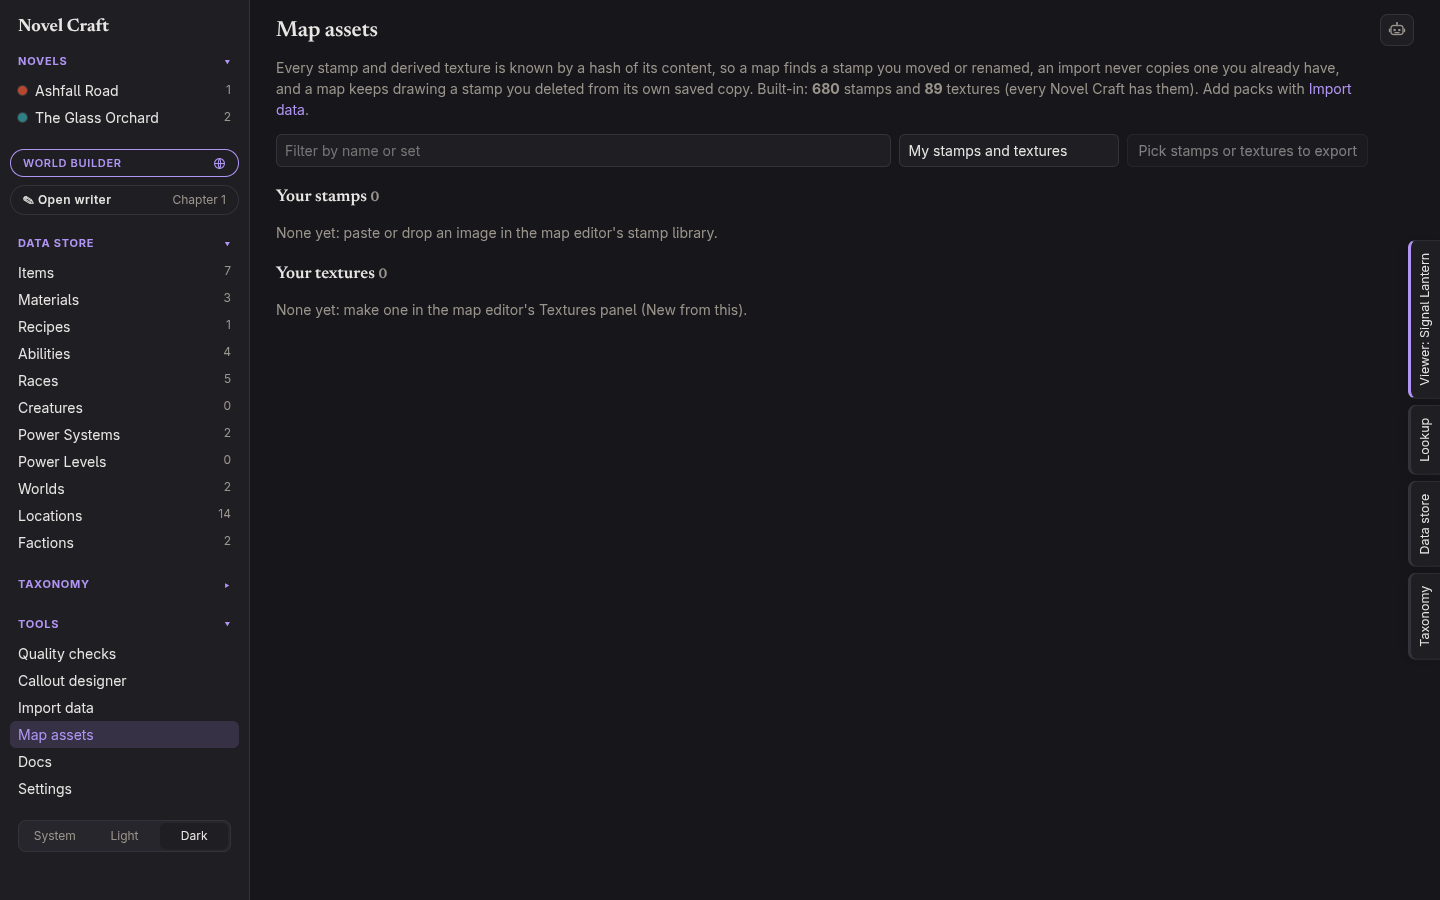 Novel Craft
NOVELS
Ashfall Road 1
The Glass Orchard 2
WORLD BUILDER
✎ Open writer Chapter 1
DATA STORE
Items 7
Materials 3
Recipes 1
Abilities 4
Races 5
Creatures 0
Power Systems 2
Power Levels 0
Worlds 2
Locations 14
Factions 2
TAXONOMY
TOOLS
Quality checks
Callout designer
Import data
Map assets
Docs
Settings
System Light Dark
Map assets
Every stamp and derived texture is known by a hash of its content, so a map finds a stamp you moved or renamed, an import never copies one you already have,
and a map keeps drawing a stamp you deleted from its own saved copy. Built-in: 680 stamps and 89 textures (every Novel Craft has them). Add packs with Import
data.
Filter by name or set
My stamps and textures
Pick stamps or textures to export
Your stamps 0
None yet: paste or drop an image in the map editor's stamp library.
Your textures 0
None yet: make one in the map editor's Textures panel (New from this).
Viewer: Signal Lantern
Lookup
Data store
Taxonomy